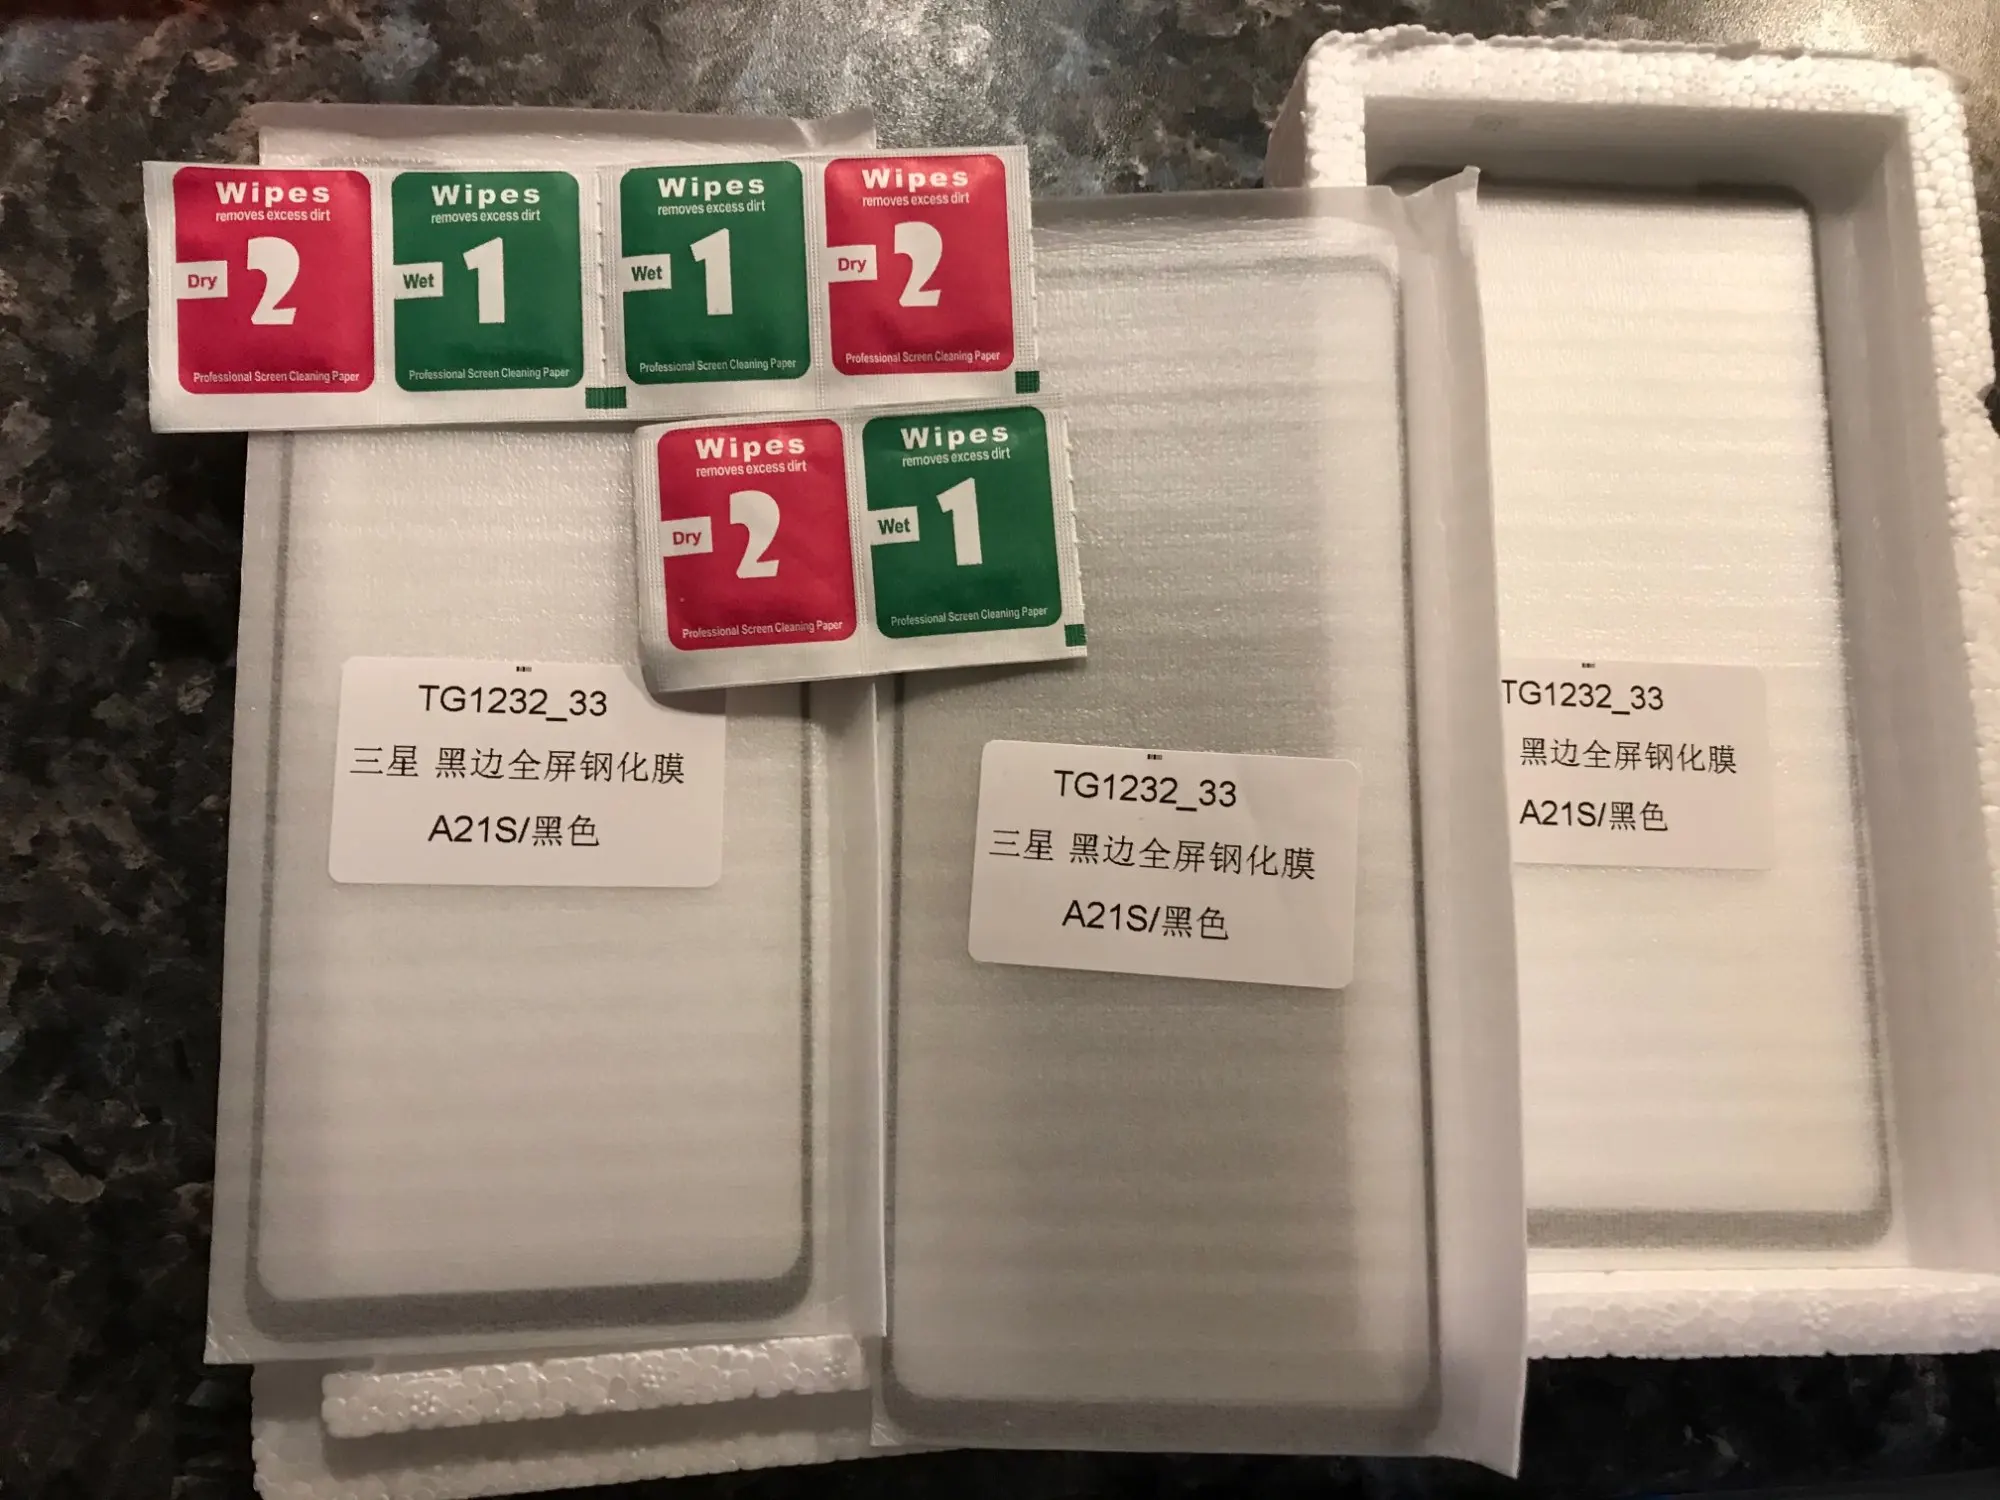 Wipes
removes excess dirt
Dry
2
Professional Screen Cleaning Paper
Wipes
removes excess dirt
Wet
1
Professional Screen Cleaning Paper
Wipes
removes excess dirt
Wet
1
Professional Screen Cleaning Paper
Wipes
removes excess dirt
Dry
2
Professional Screen Cleaning Paper
Wipes
removes excess dirt
Dry
2
Professional Screen Cleaning Paper
Wipes
removes excess dirt
Wet
1
Professional Screen Cleaning Paper
TG1232_33
三星 黑边全屏钢化膜
A21S/黑色
TG1232_33
三星 黑边全屏钢化膜
A21S/黑色
TG1232_33
黑边全屏钢化膜
A21S/黑色